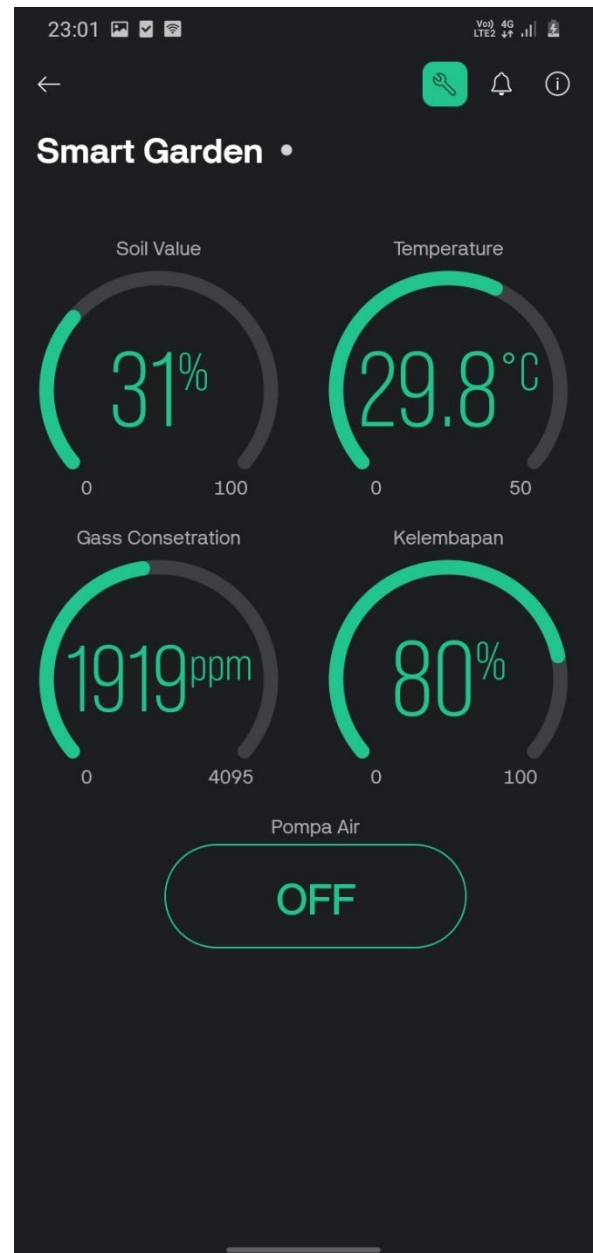 23:01
Vo)) 4G
LTE2
Smart Garden
Soil Value
31%
0 100
Temperature
29.8°C
0 50
Gass Consetration
1919ppm
0 4095
Kelembapan
80%
0 100
Pompa Air
OFF